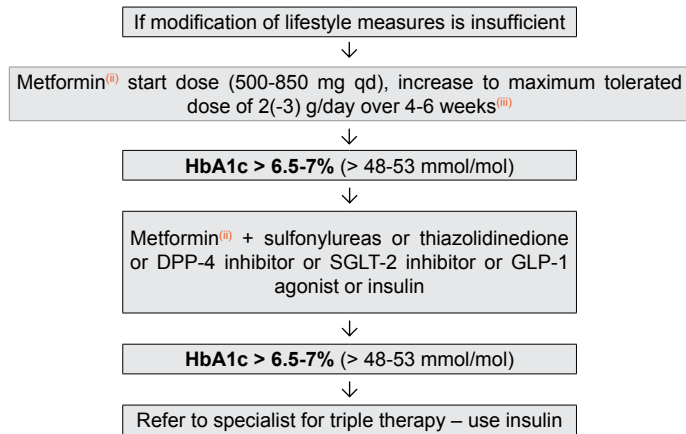 If modification of lifestyle measures is insufficient
Metformin(ii) start dose (500-850 mg qd), increase to maximum tolerated
dose of 2(-3) g/day over 4-6 weeks(iii)
HbA1c > 6.5-7% (> 48-53 mmol/mol)
Metformin(ii) + sulfonylureas or thiazolidinedione
or DPP-4 inhibitor or SGLT-2 inhibitor or GLP-1
agonist or insulin
HbA1c > 6.5-7% (> 48-53 mmol/mol)
Refer to specialist for triple therapy – use insulin